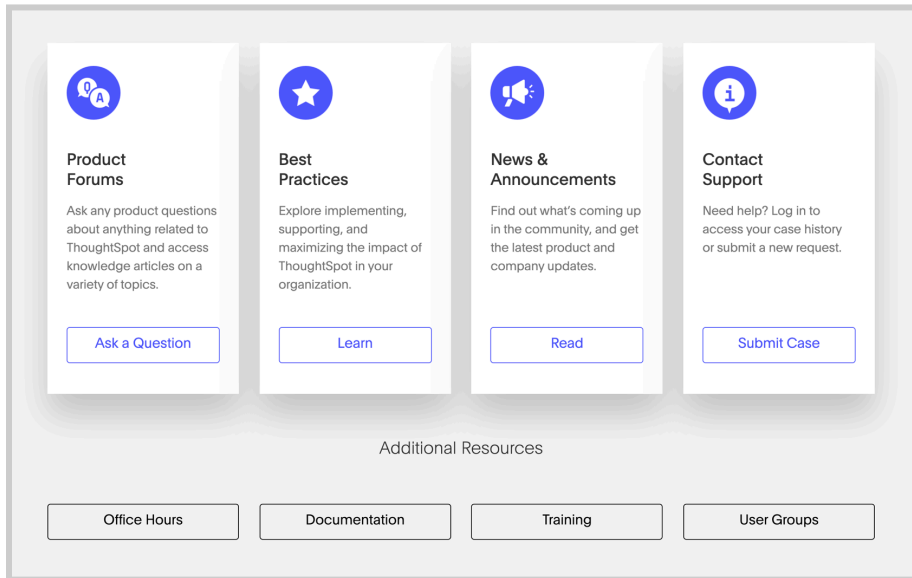 Q
A
Product
Forums
Ask any product questions
about anything related to
ThoughtSpot and access
knowledge articles on a
variety of topics.
Ask a Question
Best
Practices
Explore implementing,
supporting, and
maximizing the impact of
ThoughtSpot in your
organization.
Learn
News &
Announcements
Find out what's coming up
in the community, and get
the latest product and
company updates.
Read
i
Contact
Support
Need help? Log in to
access your case history
or submit a new request.
Submit Case
Additional Resources
Office Hours
Documentation
Training
User Groups